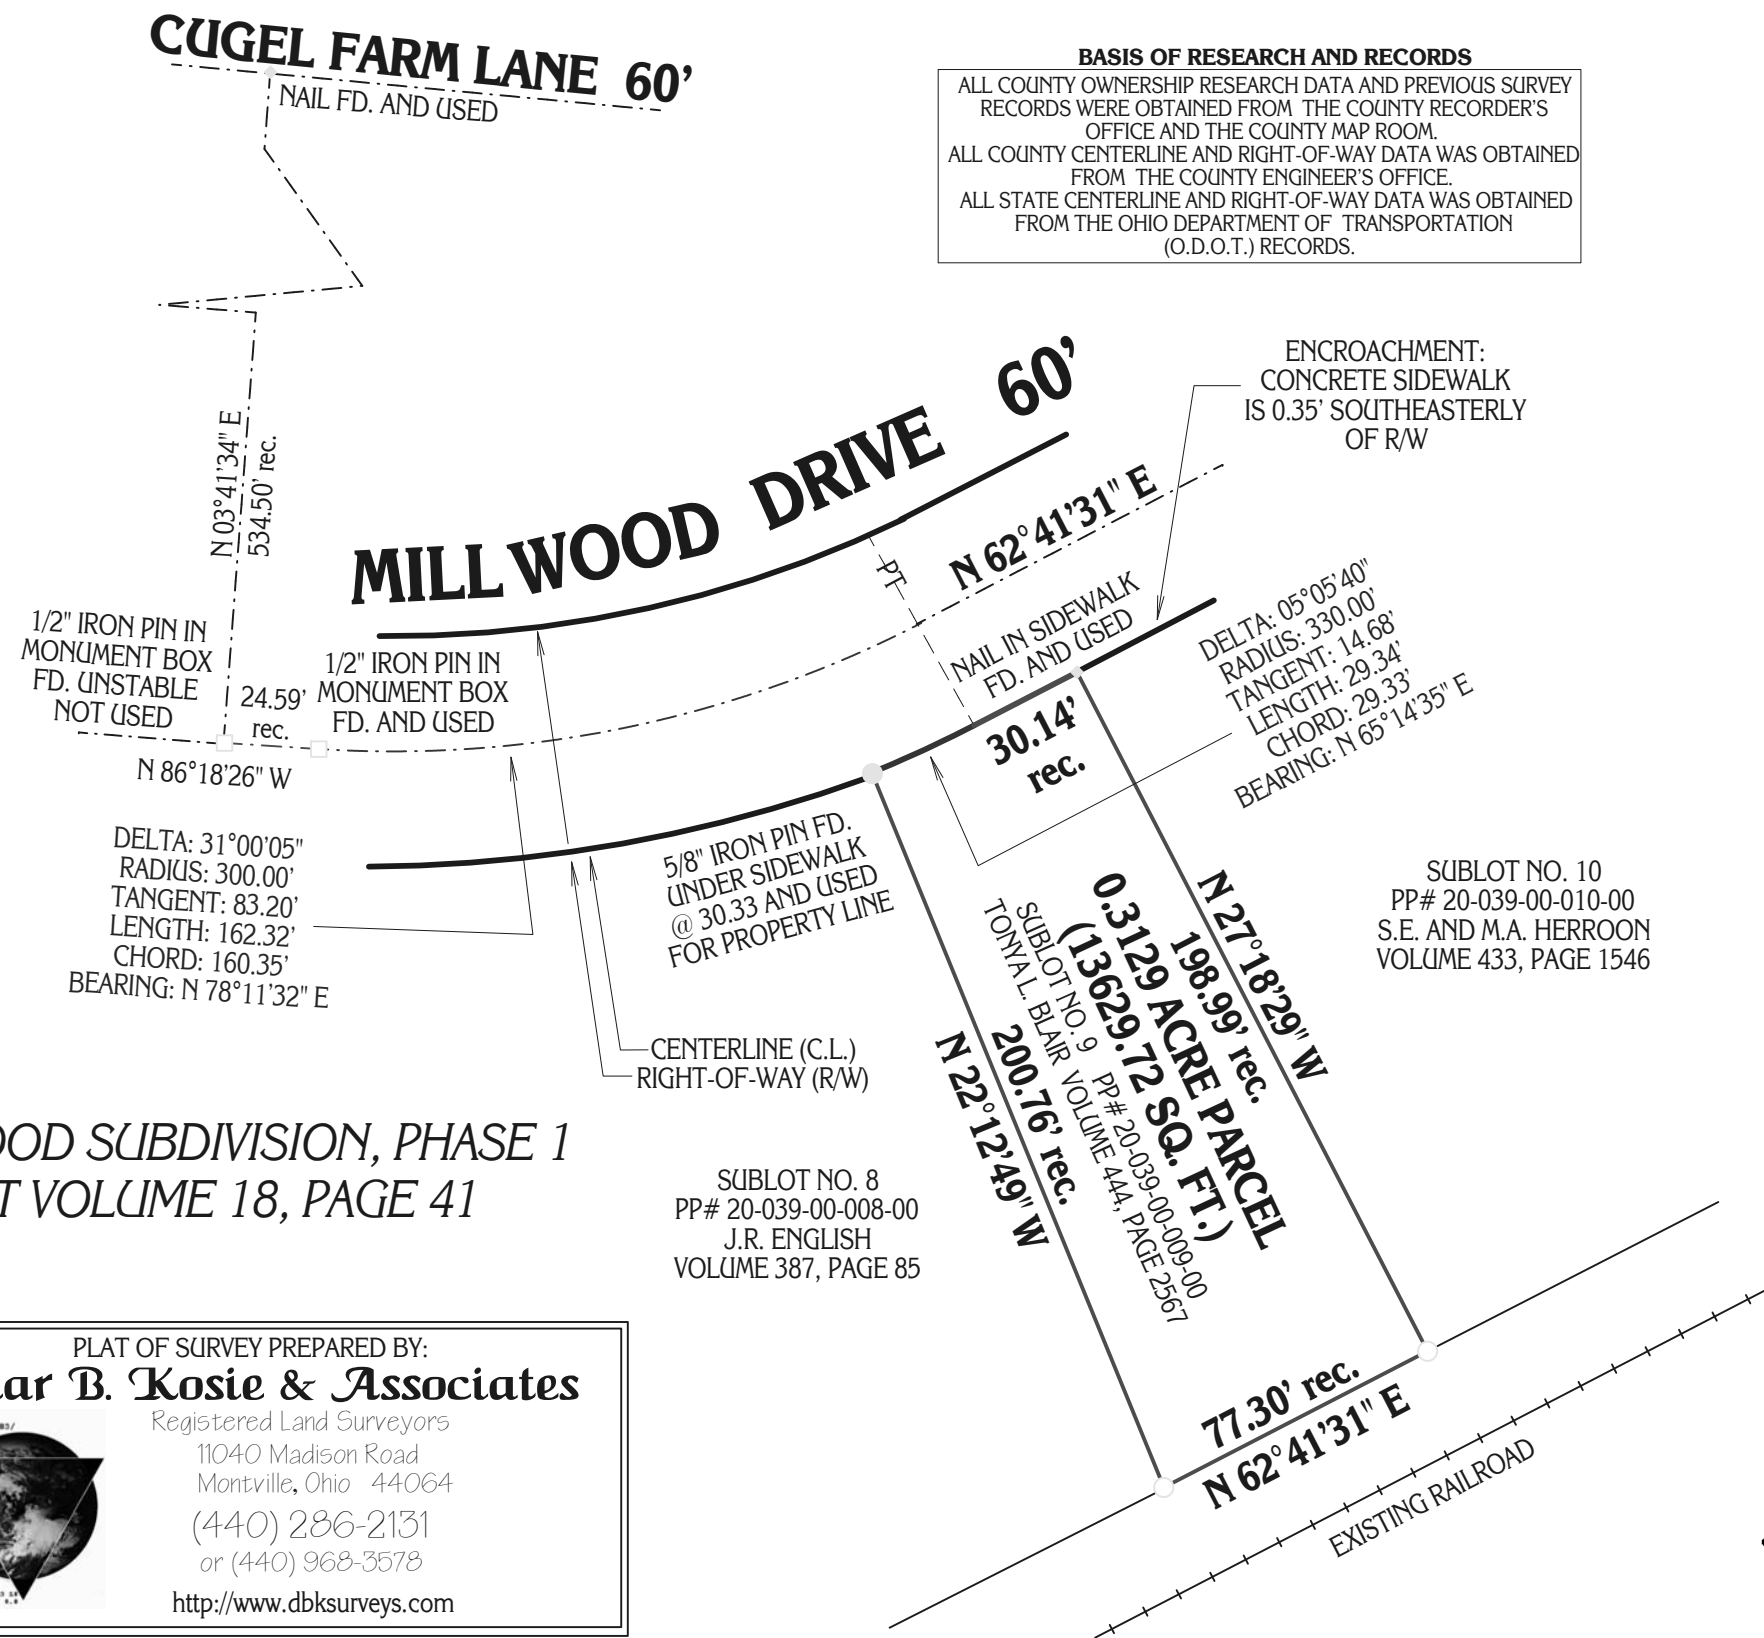 CUGEL FARM LANE 60’
NAIL FD. AND USED
BASIS OF RESEARCH AND RECORDS
ALL COUNTY OWNERSHIP RESEARCH DATA AND PREVIOUS SURVEY
RECORDS WERE OBTAINED FROM THE COUNTY RECORDER'S
OFFICE AND THE COUNTY MAP ROOM.
ALL COUNTY CENTERLINE AND RIGHT-OF-WAY DATA WAS OBTAINED
FROM THE COUNTY ENGINEER'S OFFICE.
ALL STATE CENTERLINE AND RIGHT-OF-WAY DATA WAS OBTAINED
FROM THE OHIO DEPARTMENT OF TRANSPORTATION
(O.D.O.T.) RECORDS.
ENCROACHMENT:
CONCRETE SIDEWALK
IS 0.35' SOUTHEASTERLY
OF R/W
N 03°41'34" E
534.50' rec.
MILL WOOD DRIVE 60’
N 62°41'31" E
PT
NAIL IN SIDEWALK
FD. AND USED
1/2" IRON PIN IN
MONUMENT BOX
FD. UNSTABLE
NOT USED
24.59'
rec.
1/2" IRON PIN IN
MONUMENT BOX
FD. AND USED
N 86°18'26" W
DELTA: 05°05'40"
RADIUS: 330.00'
TANGENT: 14.68'
LENGTH: 29.34'
CHORD: 29.33'
BEARING: N 65°14'35" E
30.14'
rec.
DELTA: 31°00'05"
RADIUS: 300.00'
TANGENT: 83.20'
LENGTH: 162.32'
CHORD: 160.35'
BEARING: N 78°11'32" E
5/8" IRON PIN FD.
UNDER SIDEWALK
@ 30.33 AND USED
FOR PROPERTY LINE
SUBLOT NO. 10
PP# 20-039-00-010-00
S.E. AND M.A. HERROON
VOLUME 433, PAGE 1546
N 27°18'29" W
198.99' rec.
0.3129 ACRE PARCEL
(13629.72 SQ. FT.)
SUBLOT NO. 9 PP# 20-039-00-009-00
TONYA L. BLAIR VOLUME 444, PAGE 2567
200.76' rec.
N 22°12'49" W
CENTERLINE (C.L.)
RIGHT-OF-WAY (R/W)
OOD SUBDIVISION, PHASE 1
T VOLUME 18, PAGE 41
SUBLOT NO. 8
PP# 20-039-00-008-00
J.R. ENGLISH
VOLUME 387, PAGE 85
77.30' rec.
N 62°41'31" E
EXISTING RAILROAD
PLAT OF SURVEY PREPARED BY:
ar B. Kosie & Associates
Registered Land Surveyors
11040 Madison Road
Montville, Ohio 44064
(440) 286-2131
or (440) 968-3578
http://www.dbksurveys.com